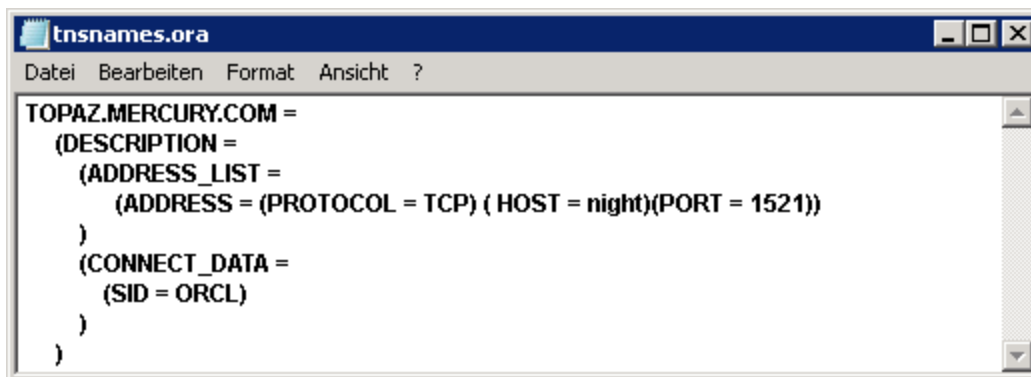 tnsnames.ora
Datei Bearbeiten Format Ansicht ?
TOPAZ.MERCURY.COM =
(DESCRIPTION =
(ADDRESS_LIST =
(ADDRESS = (PROTOCOL = TCP) ( HOST = night)(PORT = 1521))
)
(CONNECT_DATA =
(SID = ORCL)
)
)